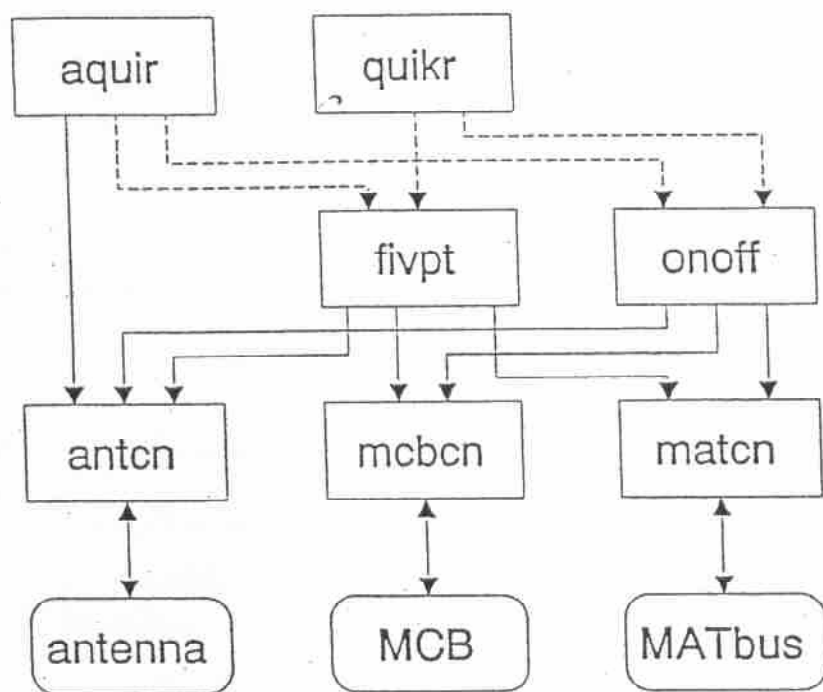 aquir
quikr
fivpt
onoff
antcn
mcbcn
matcn
antenna
MCB
MATbus